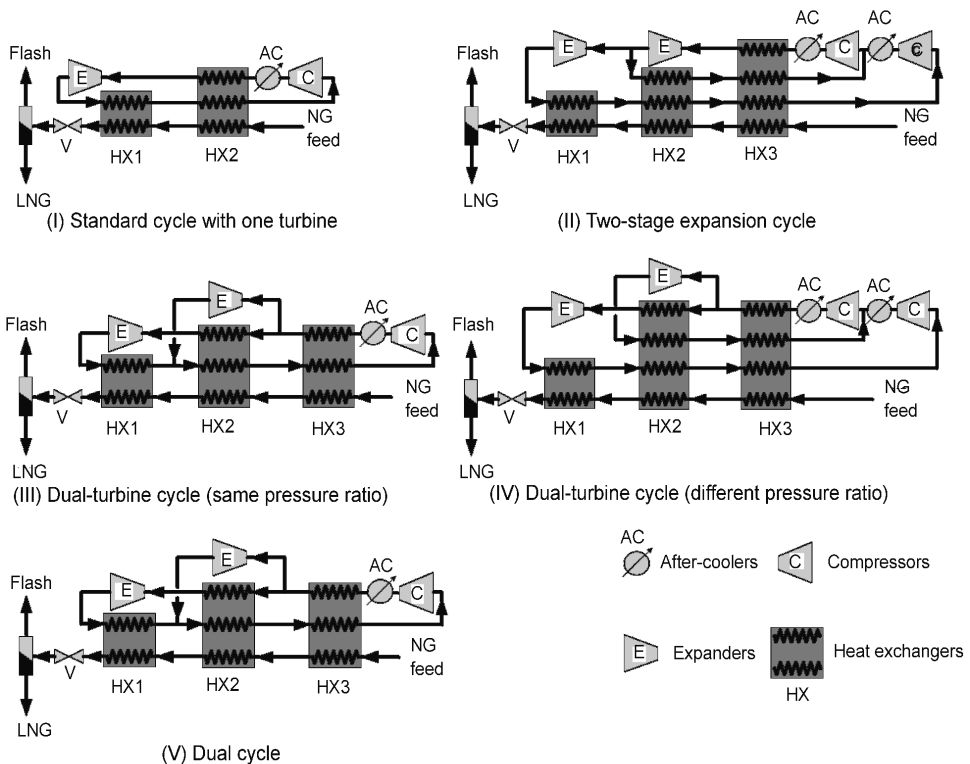 Flash
E
AC
C
V
HX1
HX2
NG
feed
LNG
(I) Standard cycle with one turbine
Flash
E
E
AC
C
AC
C
V
HX1
HX2
HX3
NG
feed
LNG
(II) Two-stage expansion cycle
Flash
E
E
AC
C
V
HX1
HX2
HX3
NG
feed
LNG
(III) Dual-turbine cycle (same pressure ratio)
Flash
E
E
AC
C
AC
C
V
HX1
HX2
HX3
NG
feed
LNG
(IV) Dual-turbine cycle (different pressure ratio)
Flash
E
E
AC
C
V
HX1
HX2
HX3
NG
feed
LNG
(V) Dual cycle
AC
After-coolers
C
Compressors
E
Expanders
Heat exchangers
HX